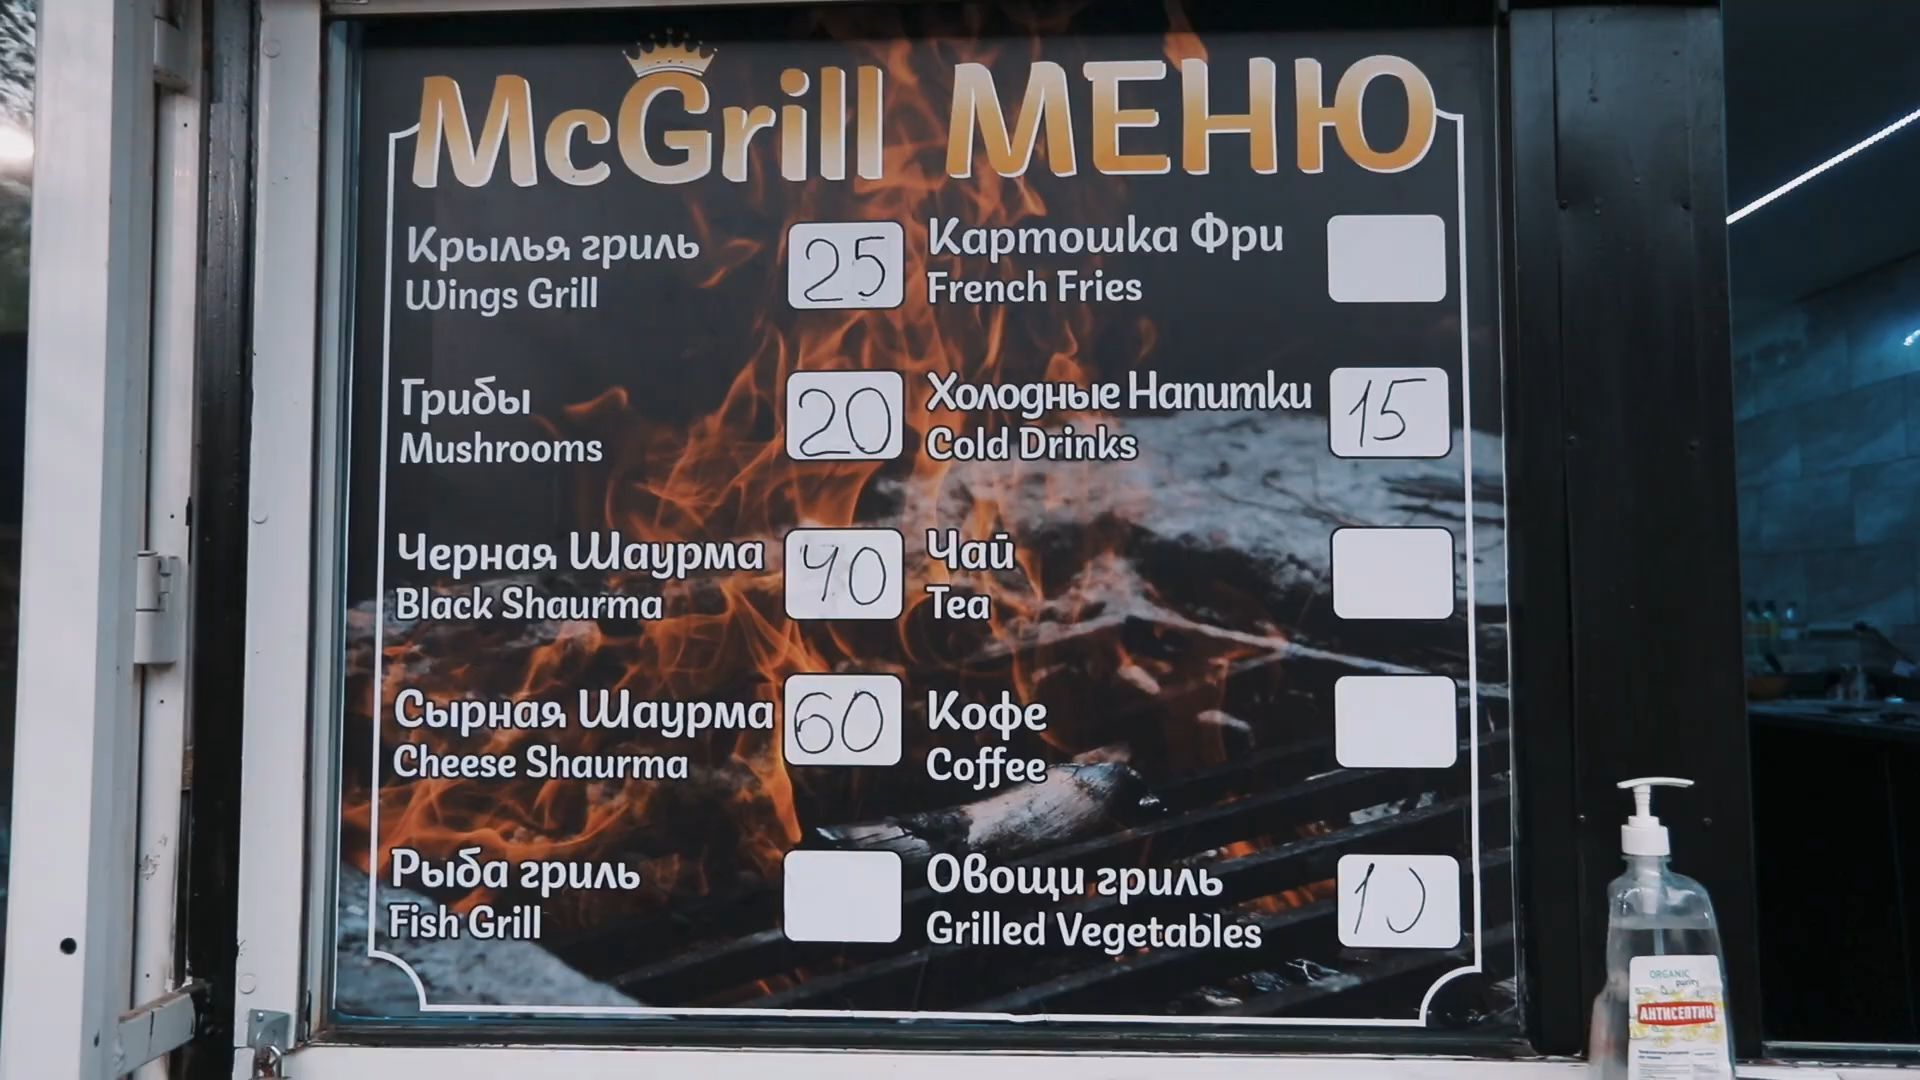 McGrill МЕНЮ
Крылья гриль
Wings Grill
25
Грибы
Mushrooms
20
Черная Шаурма
Black Shaurma
40
Сырная Шаурма
Cheese Shaurma
60
Рыба гриль
Fish Grill
Картошка Фри
French Fries
Холодные Напитки
Cold Drinks
15
Чай
Tea
Кофе
Coffee
Овощи гриль
Grilled Vegetables
10
ORGANIC
purity
АНТИСЕПТИК